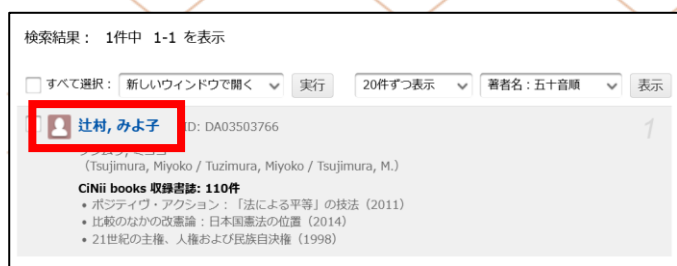 検索結果： 1件中 1-1 を表示
すべて選択： 新しいウィンドウで開く 実行 20件ずつ表示 著者名：五十音順 表示
辻村, みよ子 ID: DA03503766 1
（Tsujimura, Miyoko / Tuzimura, Miyoko / Tsujimura, M.）
CiNii books 収録書誌: 110件
• ポジティヴ・アクション : 「法による平等」の技法（2011）
• 比較のなかの改憲論 : 日本国憲法の位置（2014）
• 21世紀の主権、人権および民族自決権（1998）